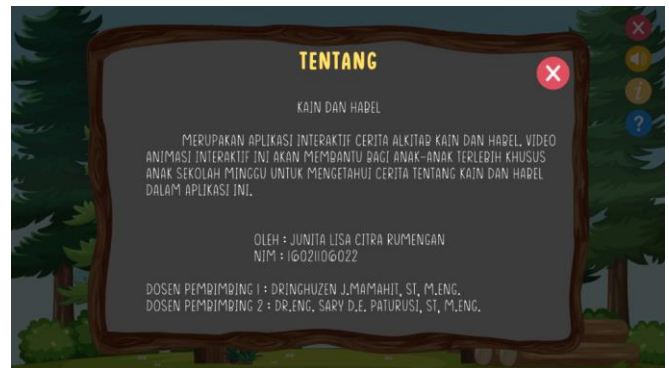 TENTANG
KAIN DAN HABEL
MERUPAKAN APLIKASI INTERAKTIF CERITA ALKITAB KAIN DAN HABEL. VIDEO
ANIMASI INTERAKTIF INI AKAN MEMBANTU BAGI ANAK-ANAK TERLEBIH KHUSUS
ANAK SEKOLAH MINGGU UNTUK MENGETAHUI CERITA TENTANG KAIN DAN HABEL
DALAM APLIKASI INI.
OLEH : JUNITA LISA CITRA RUMENGAN
NIM : 16021106022
DOSEN PEMBIMBING 1 : DRINGHUZEN J.MAMAHIT, ST, M.ENG.
DOSEN PEMBIMBING 2 : DR.ENG. SARY D.E. PATURUSI, ST, M.ENG.